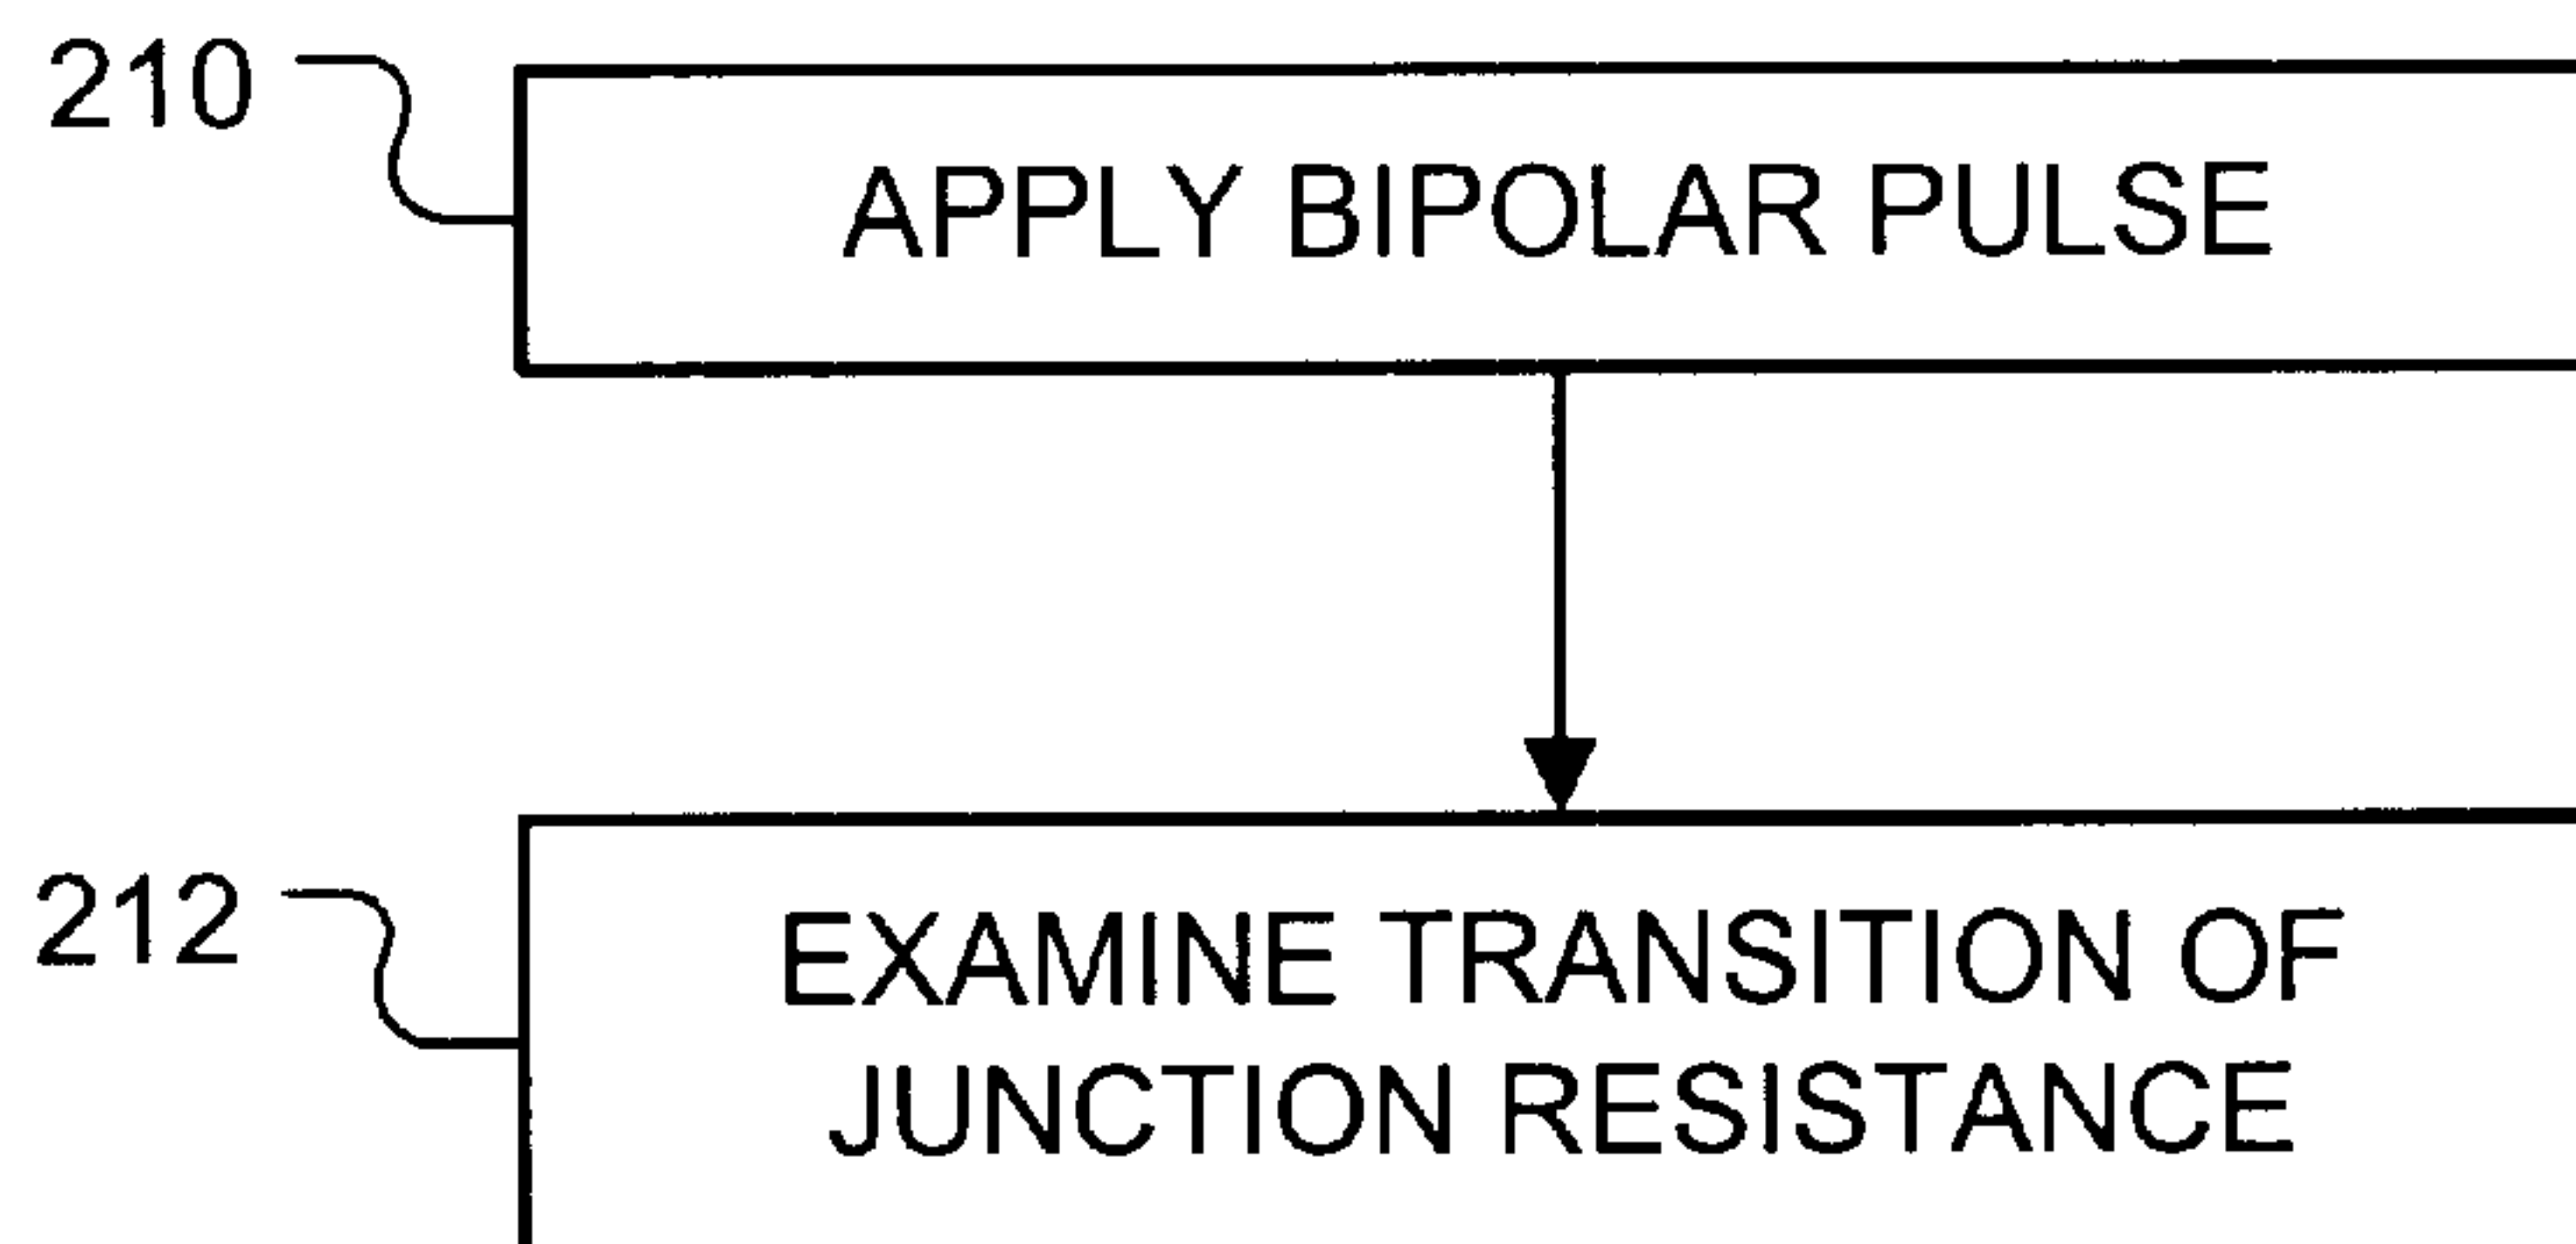 210
APPLY BIPOLAR PULSE
212
EXAMINE TRANSITION OF
JUNCTION RESISTANCE